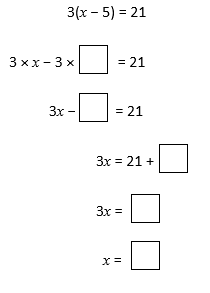 3(x − 5) = 21
3 × x − 3 × □ = 21
3x − □ = 21
3x = 21 + □
3x = □
x = □